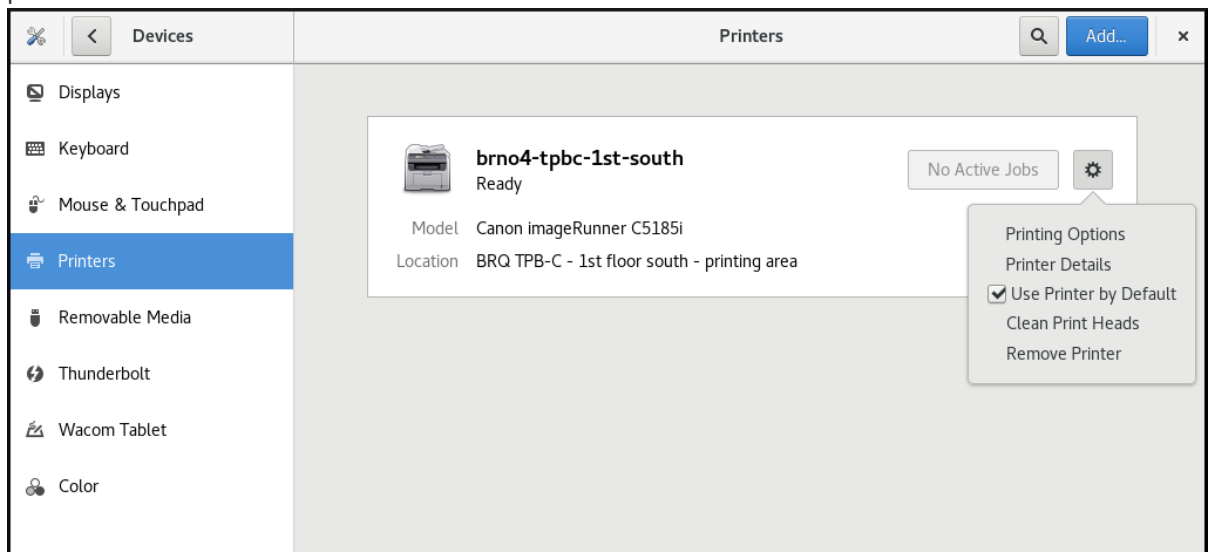 Devices
Printers
Add...
Displays
Keyboard
Mouse & Touchpad
Printers
Removable Media
Thunderbolt
Wacom Tablet
Color
brno4-tpbc-1st-south
Ready
No Active Jobs
Model Canon imageRunner C5185i
Location BRQ TPB-C - 1st floor south - printing area
Printing Options
Printer Details
Use Printer by Default
Clean Print Heads
Remove Printer